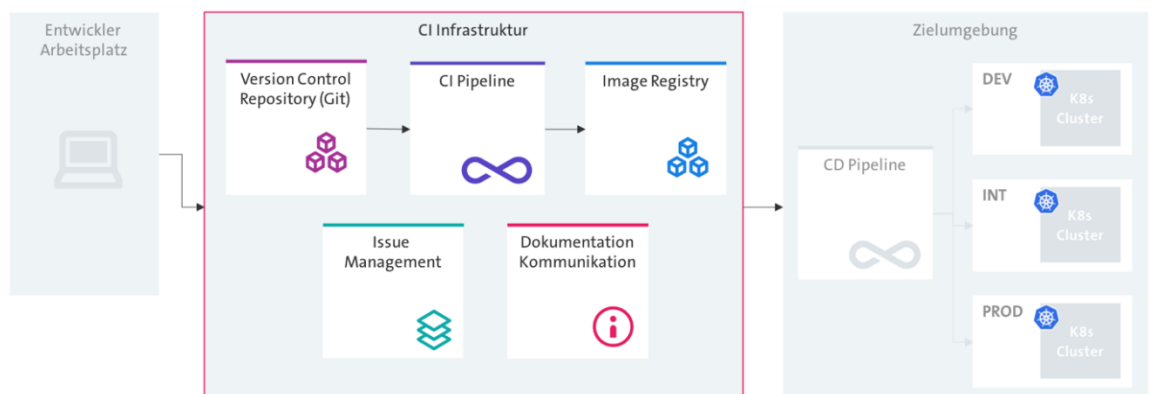 Entwickler
Arbeitsplatz
CI Infrastruktur
Version Control
Repository (Git)
CI Pipeline
Image Registry
Issue
Management
Dokumentation
Kommunikation
Zielumgebung
CD Pipeline
DEV
K8s
Cluster
INT
K8s
Cluster
PROD
K8s
Cluster